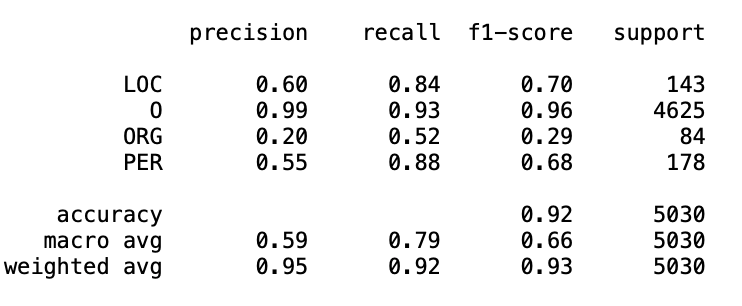 precision recall f1-score support
LOC 0.60 0.84 0.70 143
O 0.99 0.93 0.96 4625
ORG 0.20 0.52 0.29 84
PER 0.55 0.88 0.68 178
accuracy 0.92 5030
macro avg 0.59 0.79 0.66 5030
weighted avg 0.95 0.92 0.93 5030